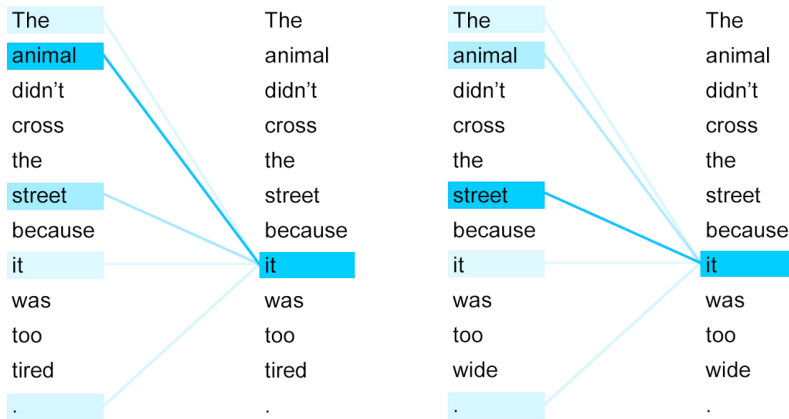 The The The The
animal animal animal animal
didn’t didn’t didn’t didn’t
cross cross cross cross
the the the the
street street street street
because because because because
it it it it
was was was was
too too too too
tired tired wide wide
. . . .